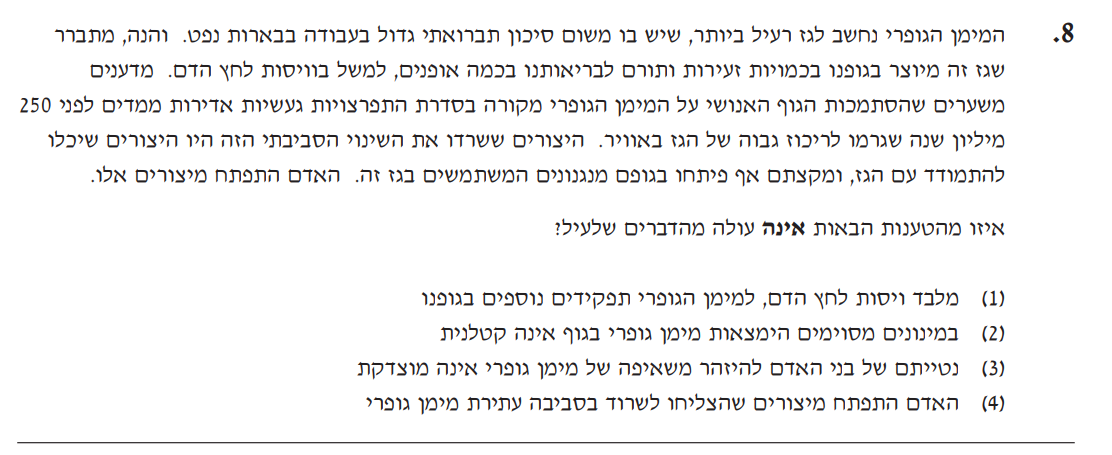 8. המימן הגופרי נחשב לגז רעיל ביותר, שיש בו משום סיכון תברואתי גדול בעבודה בבארות נפט. והנה, מתברר
שגז זה מיוצר בגופנו בכמויות זעירות ותורם לבריאותנו בכמה אופנים, למשל בוויסות לחץ הדם. מדענים
משערים שהסתמכות הגוף האנושי על המימן הגופרי מקורה בסדרת התפרצויות געשיות אדירות ממדים לפני 250
מיליון שנה שגרמו לריכוז גבוה של הגז באוויר. היצורים ששרדו את השינוי הסביבתי הזה היו היצורים שיכלו
להתמודד עם הגז, ומקצתם אף פיתחו בגופם מנגנונים המשתמשים בגז זה. האדם התפתח מיצורים אלו.
איזו מהטענות הבאות אינה עולה מהדברים שלעיל?
(1) מלבד ויסות לחץ הדם, למימן הגופרי תפקידים נוספים בגופנו
(2) במינונים מסוימים הימצאות מימן גופרי בגוף אינה קטלנית
(3) נטייתם של בני האדם להיזהר משאיפה של מימן גופרי אינה מוצדקת
(4) האדם התפתח מיצורים שהצליחו לשרוד בסביבה עתירת מימן גופרי